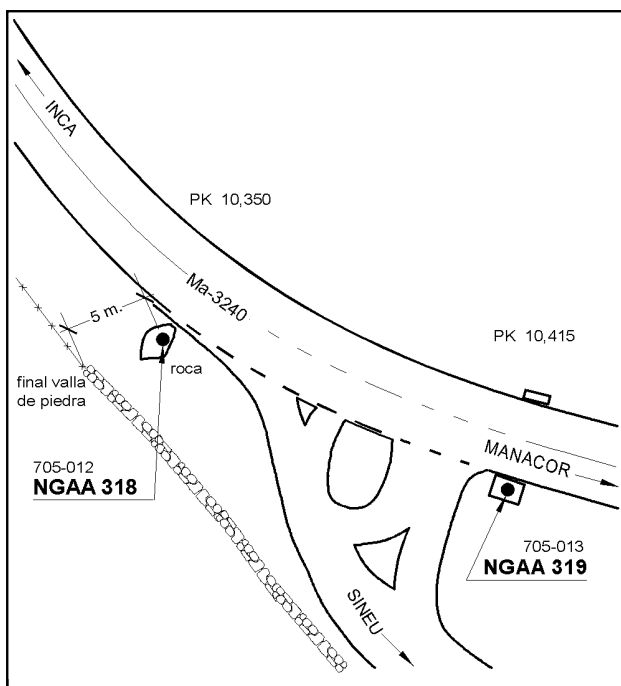 INCA
PK 10,350
Ma-3240
5 m.
PK 10,415
roca
final valla
de piedra
MANACOR
705-012
NGAA 318
705-013
NGAA 319
SINEU